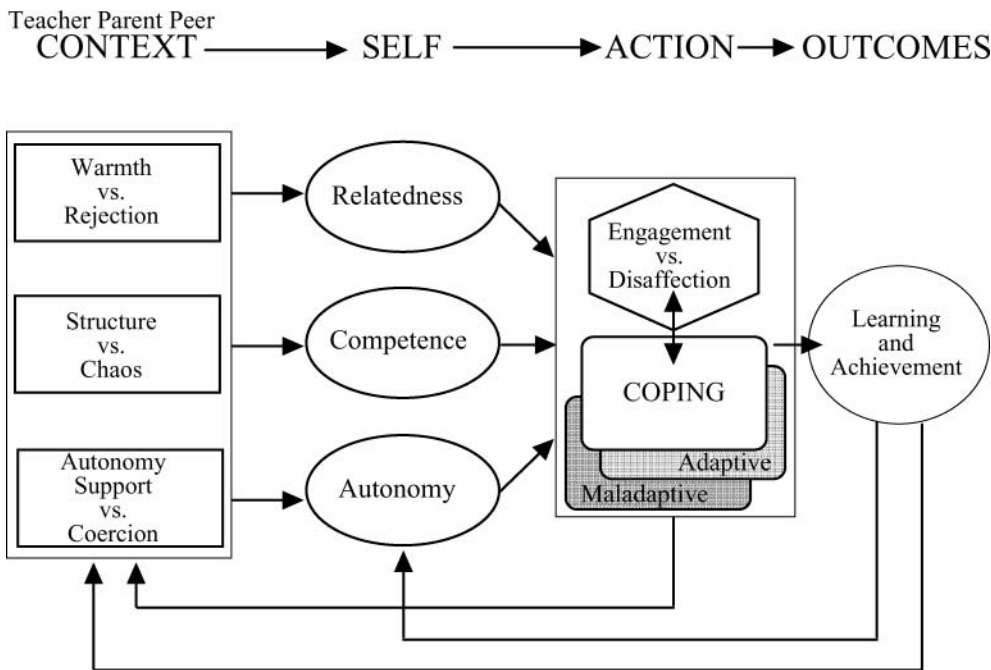 Teacher Parent Peer
CONTEXT SELF ACTION OUTCOMES
Warmth
vs.
Rejection
Relatedness
Engagement
vs.
Disaffection
Structure
vs.
Chaos
Competence
COPING
Adaptive
Maladaptive
Learning
and
Achievement
Autonomy
Support
vs.
Coercion
Autonomy